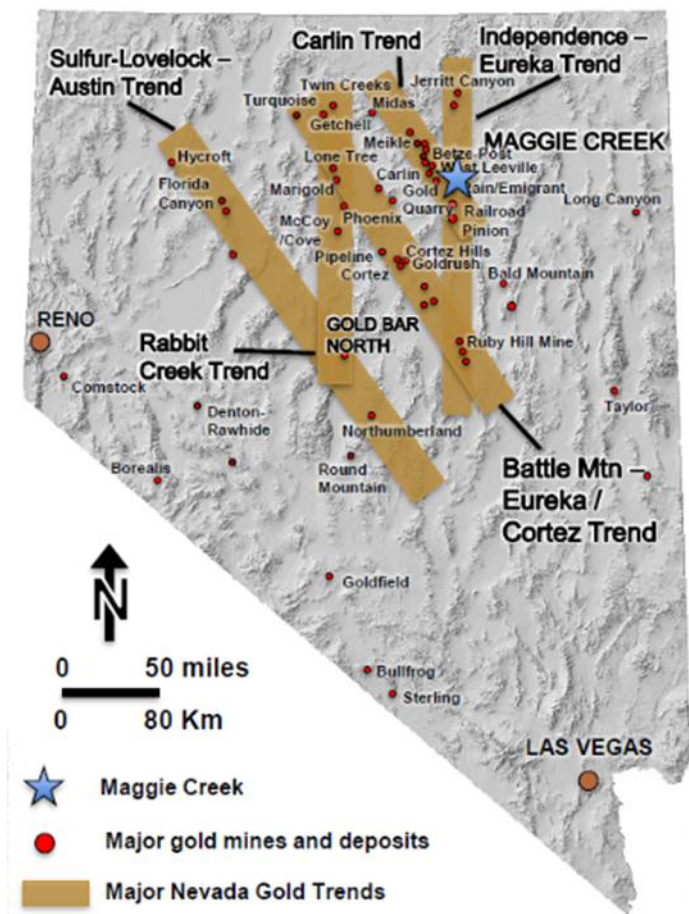 Carlin Trend
Independence –
Eureka Trend
Sulfur-Lovelock –
Austin Trend
Twin Creeks
Jerritt Canyon
Turquoise
Midas
Getchell
MAGGIE CREEK
Meikle
Betze-Post
Hycroft
Lone Tree
West Leeville
Carlin
Florida
Canyon
Marigold
Gold
Quarry
Rain/Emigrant
Long Canyon
Phoenix
Railroad
Pinion
McCoy
/Cove
Pipeline
Cortez Hills
Cortez
Goldrush
Bald Mountain
RENO
GOLD BAR
NORTH
Ruby Hill Mine
Rabbit
Creek Trend
Comstock
Taylor
Denton-
Rawhide
Northumberland
Borealis
Round
Mountain
Battle Mtn –
Eureka /
Cortez Trend
N
Goldfield
0 50 miles
0 80 Km
Bullfrog
Sterling
LAS VEGAS
Maggie Creek
Major gold mines and deposits
Major Nevada Gold Trends